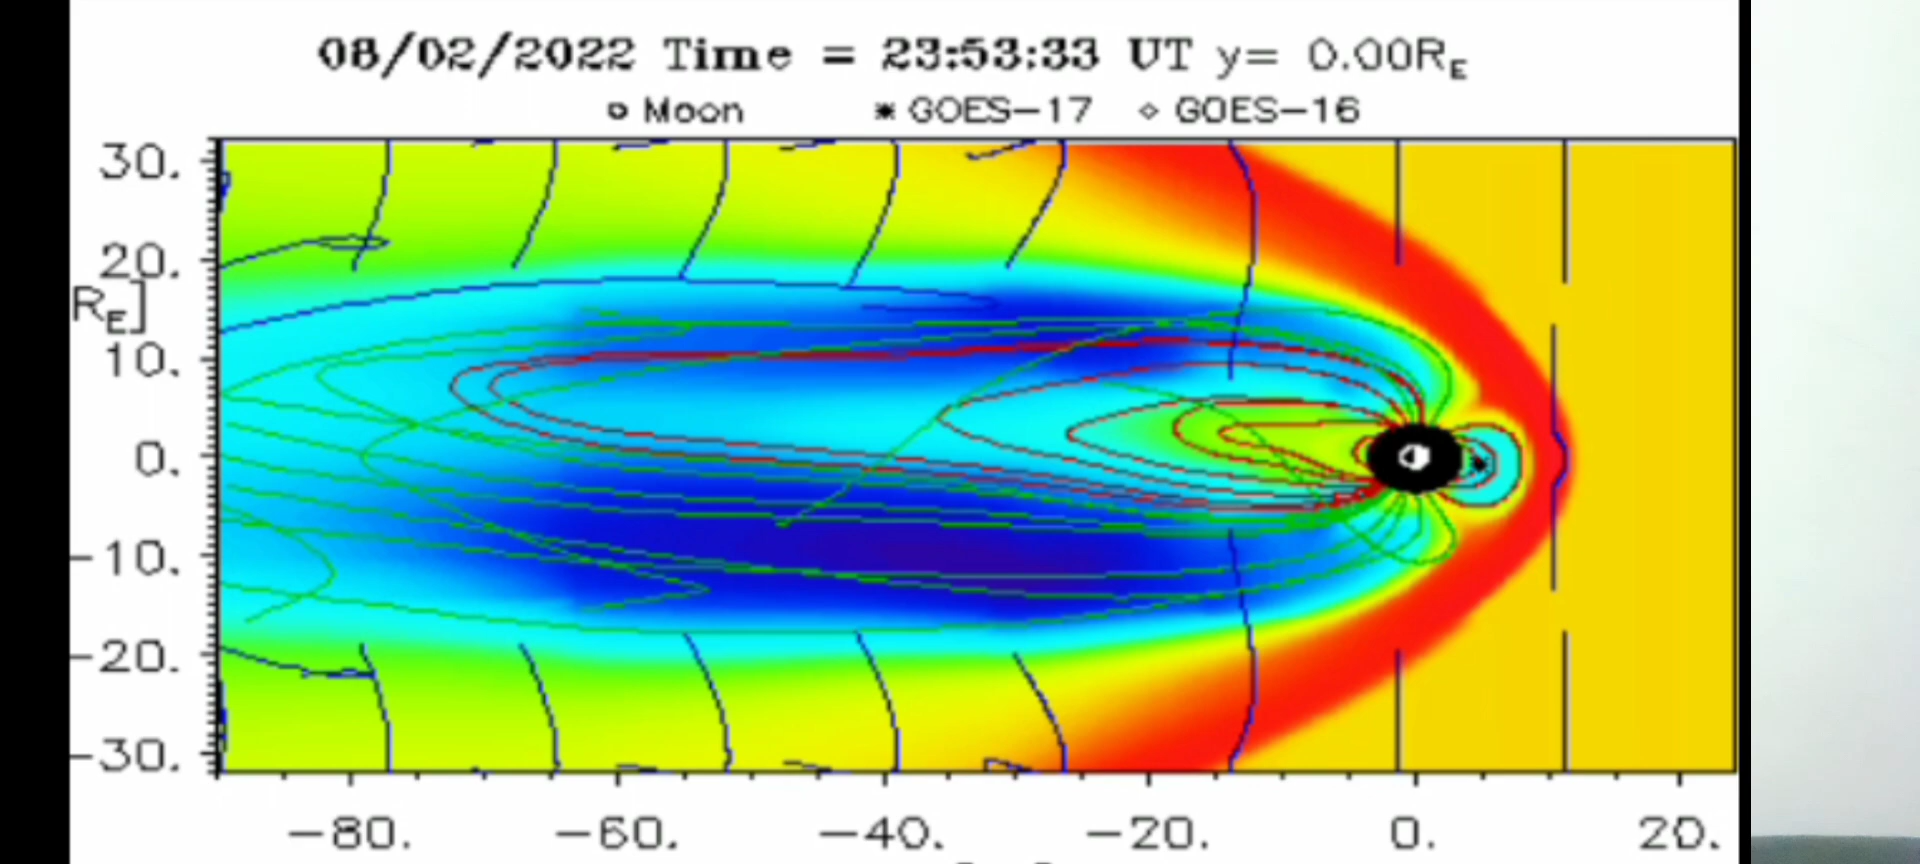 08/02/2022 Time = 23:53:33 UT y= 0.00RE
Moon GOES-17 GOES-16
30.
20.
RE]
10.
0.
-10.
-20.
-30.
-80. -60. -40. -20. 0. 20.